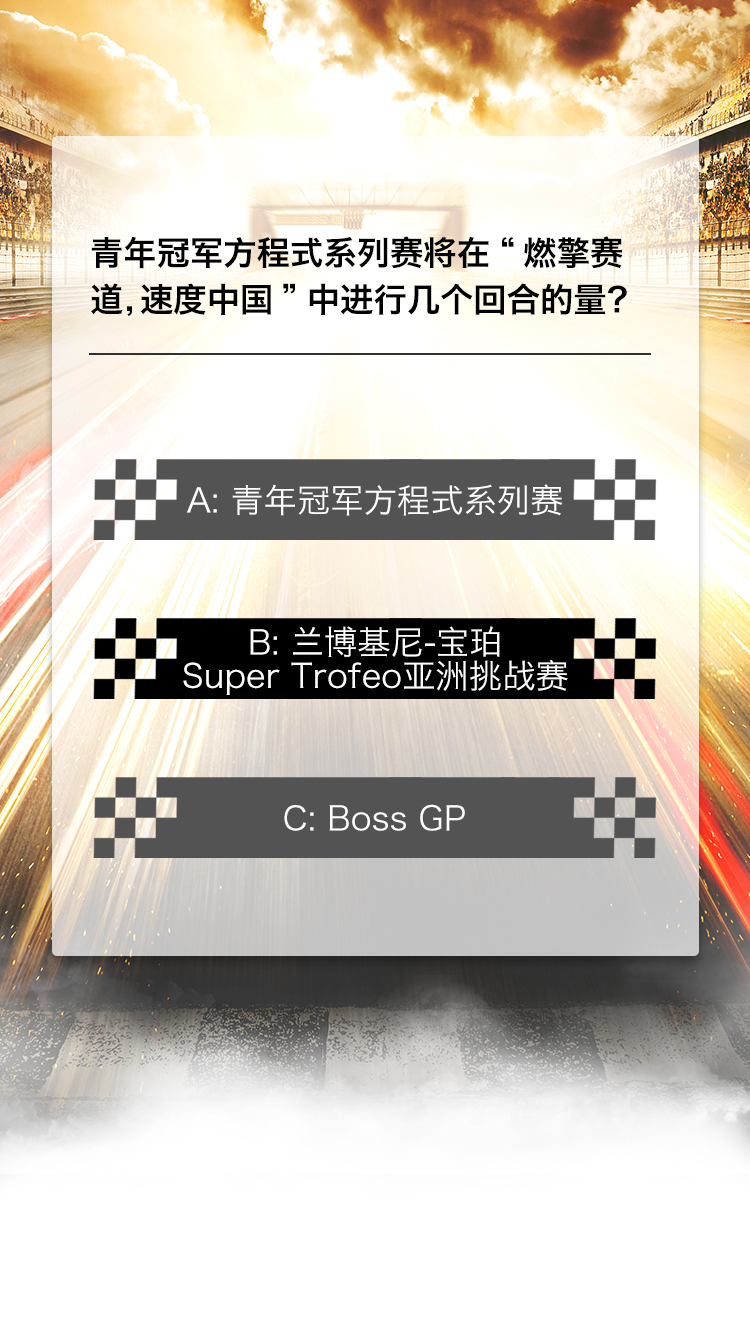 青年冠军方程式系列赛将在“燃擎赛
道,速度中国”中进行几个回合的量?
A: 青年冠军方程式系列赛
B: 兰博基尼-宝珀
Super Trofeo亚洲挑战赛
C: Boss GP